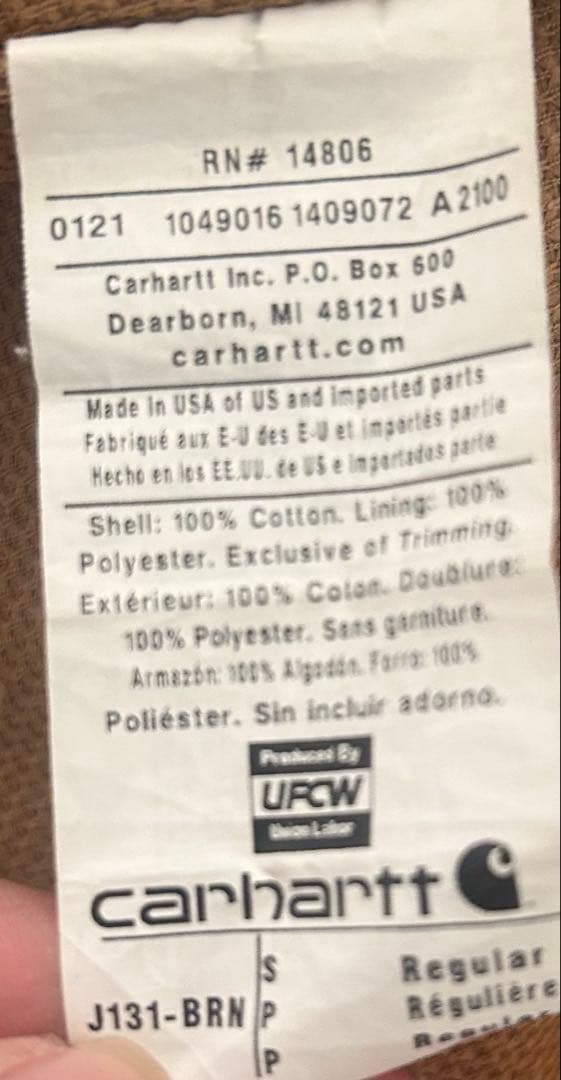 RN# 14806
0121 1049016 1409072 A 2100
Carhartt Inc. P.O. Box 600
Dearborn, MI 48121 USA
carhartt.com
Made in USA of US and imported parts
Fabriqué aux E-U des E-U et importés partie
Hecho en los EE.UU. de US e importadas parte
Shell: 100% Cotton. Lining: 100%
Polyester. Exclusive of Trimming.
Extérieur: 100% Coton. Doublure:
100% Polyester. Sans garniture.
Armazón: 100% Algodón. Forro: 100%
Poliéster. Sin incluir adorno.
Produced By
UFCW
Union Labor
carhartt
S Regular
J131-BRN P Régulière
P Regular